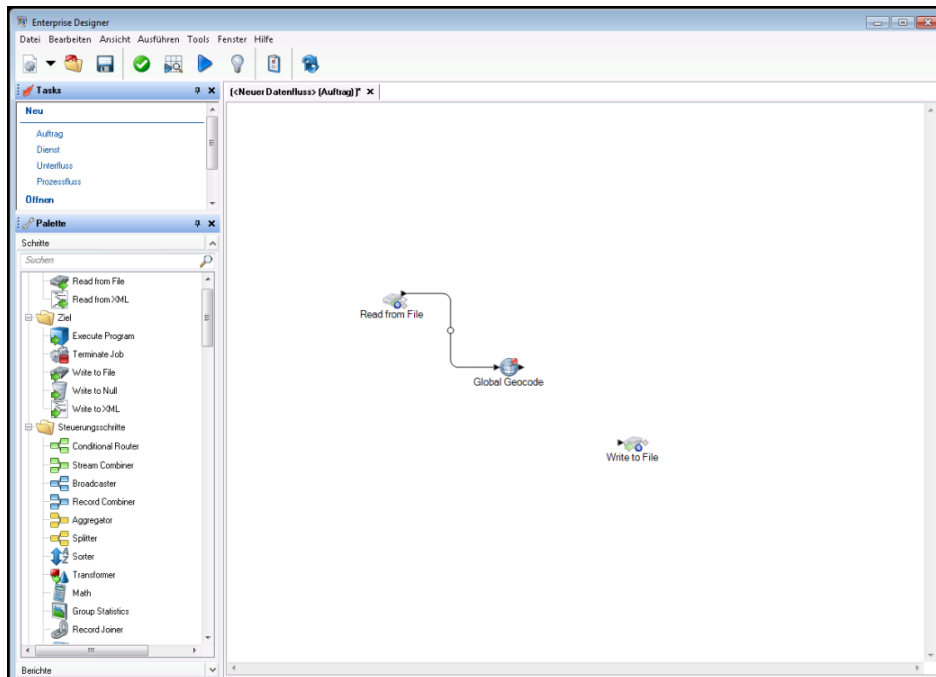 Enterprise Designer
Datei Bearbeiten Ansicht Ausführen Tools Fenster Hilfe
Tasks
Neu
Auftrag
Dienst
Unterfluss
Prozessfluss
Öffnen
Palette
Schritte
Suchen
Read from File
Read from XML
Ziel
Execute Program
Terminate Job
Write to File
Write to Null
Write to XML
Steuerungsschritte
Conditional Router
Stream Combiner
Broadcaster
Record Combiner
Aggregator
Splitter
Sorter
Transformer
Math
Group Statistics
Record Joiner
Berichte
[<Neuer Datenfluss> (Auftrag)]*
Read from File
Global Geocode
Write to File